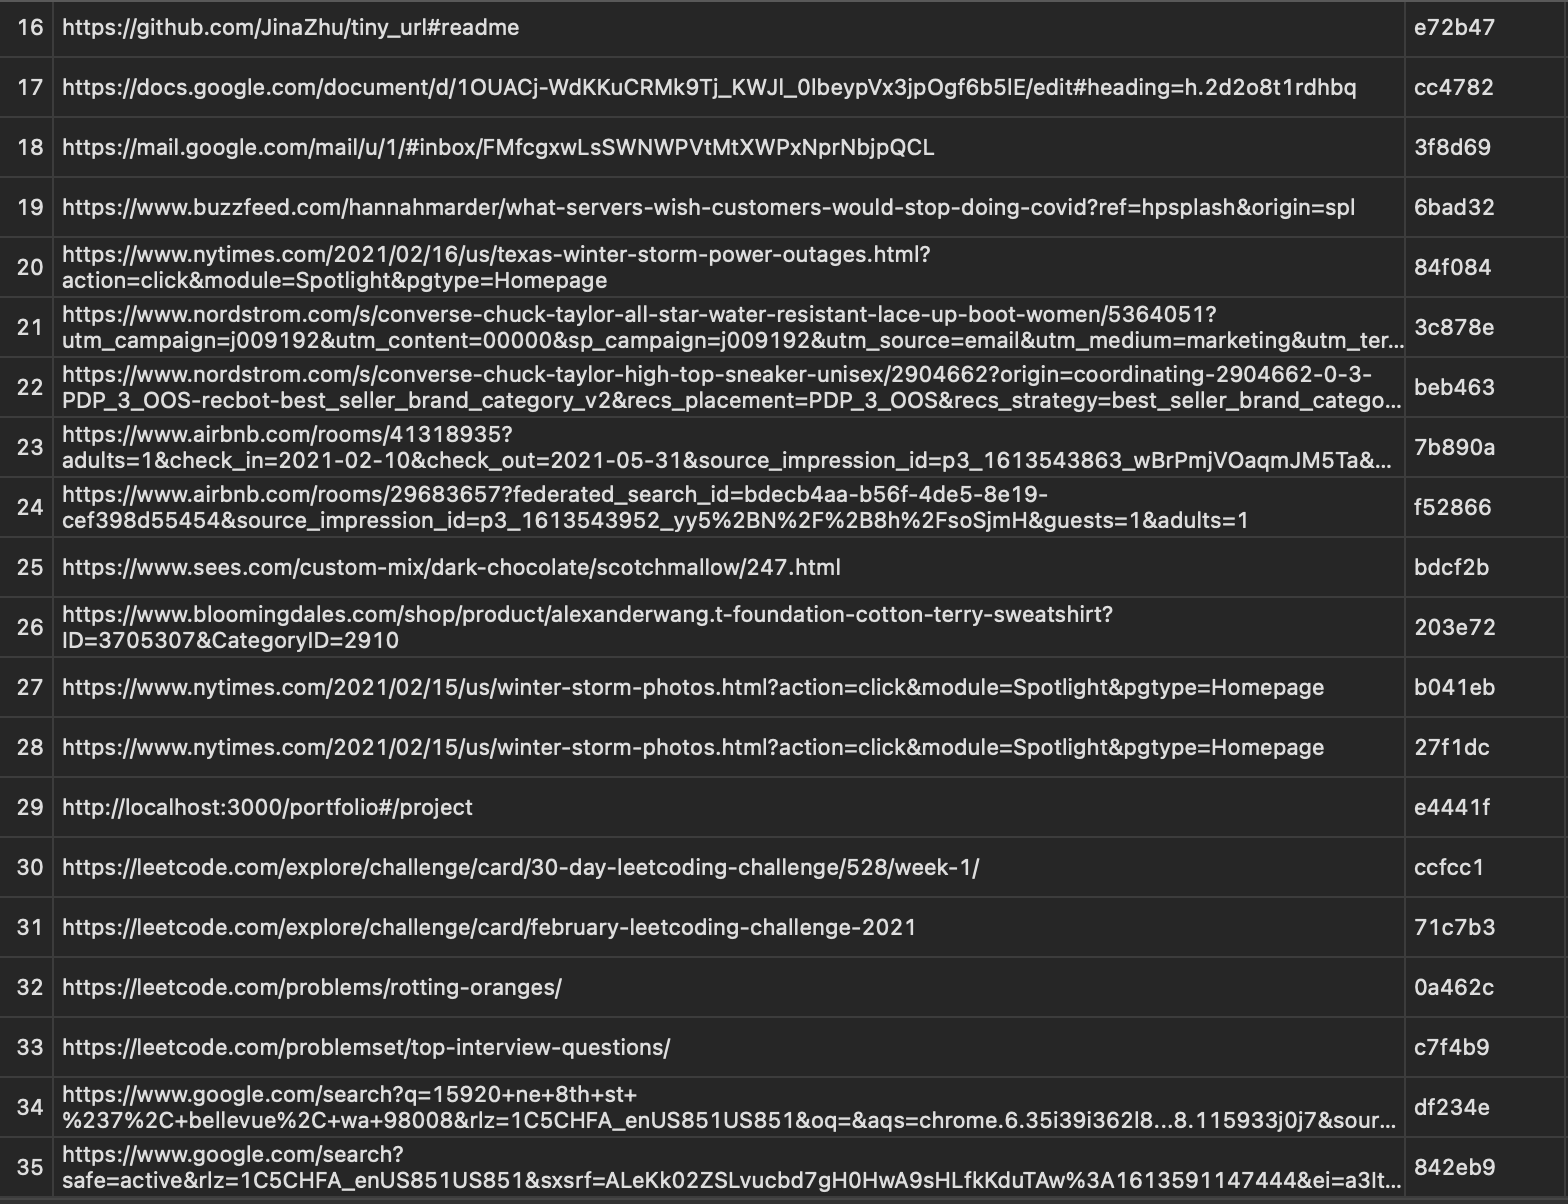 16 https://github.com/JinaZhu/tiny_url#readme e72b47
17 https://docs.google.com/document/d/1OUACj-WdKKuCRMk9Tj_KWJl_0lbeypVx3jpOgf6b5lE/edit#heading=h.2d2o8t1rdhbq cc4782
18 https://mail.google.com/mail/u/1/#inbox/FMfcgxwLsSWNWPVtMtXWPxNprNbjpQCL 3f8d69
19 https://www.buzzfeed.com/hannahmarder/what-servers-wish-customers-would-stop-doing-covid?ref=hpsplash&origin=spl 6bad32
20 https://www.nytimes.com/2021/02/16/us/texas-winter-storm-power-outages.html?
action=click&module=Spotlight&pgtype=Homepage 84f084
21 https://www.nordstrom.com/s/converse-chuck-taylor-all-star-water-resistant-lace-up-boot-women/5364051?
utm_campaign=j009192&utm_content=00000&sp_campaign=j009192&utm_source=email&utm_medium=marketing&utm_ter... 3c878e
22 https://www.nordstrom.com/s/converse-chuck-taylor-high-top-sneaker-unisex/2904662?origin=coordinating-2904662-0-3-
PDP_3_OOS-recbot-best_seller_brand_category_v2&recs_placement=PDP_3_OOS&recs_strategy=best_seller_brand_catego... beb463
23 https://www.airbnb.com/rooms/41318935?
adults=1&check_in=2021-02-10&check_out=2021-05-31&source_impression_id=p3_1613543863_wBrPmjVOaqmJM5Ta&... 7b890a
24 https://www.airbnb.com/rooms/29683657?federated_search_id=bdecb4aa-b56f-4de5-8e19-
cef398d55454&source_impression_id=p3_1613543952_yy5%2BN%2F%2B8h%2FsoSjmH&guests=1&adults=1 f52866
25 https://www.sees.com/custom-mix/dark-chocolate/scotchmallow/247.html bdcf2b
26 https://www.bloomingdales.com/shop/product/alexanderwang.t-foundation-cotton-terry-sweatshirt?
ID=3705307&CategoryID=2910 203e72
27 https://www.nytimes.com/2021/02/15/us/winter-storm-photos.html?action=click&module=Spotlight&pgtype=Homepage b041eb
28 https://www.nytimes.com/2021/02/15/us/winter-storm-photos.html?action=click&module=Spotlight&pgtype=Homepage 27f1dc
29 http://localhost:3000/portfolio#/project e4441f
30 https://leetcode.com/explore/challenge/card/30-day-leetcoding-challenge/528/week-1/ ccfcc1
31 https://leetcode.com/explore/challenge/card/february-leetcoding-challenge-2021 71c7b3
32 https://leetcode.com/problems/rotting-oranges/ 0a462c
33 https://leetcode.com/problemset/top-interview-questions/ c7f4b9
34 https://www.google.com/search?q=15920+ne+8th+st+
%237%2C+bellevue%2C+wa+98008&rlz=1C5CHFA_enUS851US851&oq=&aqs=chrome.6.35i39i362l8...8.115933j0j7&sour... df234e
35 https://www.google.com/search?
safe=active&rlz=1C5CHFA_enUS851US851&sxsrf=ALeKk02ZSLvucbd7gH0HwA9sHLfkKduTAw%3A1613591147444&ei=a3It... 842eb9